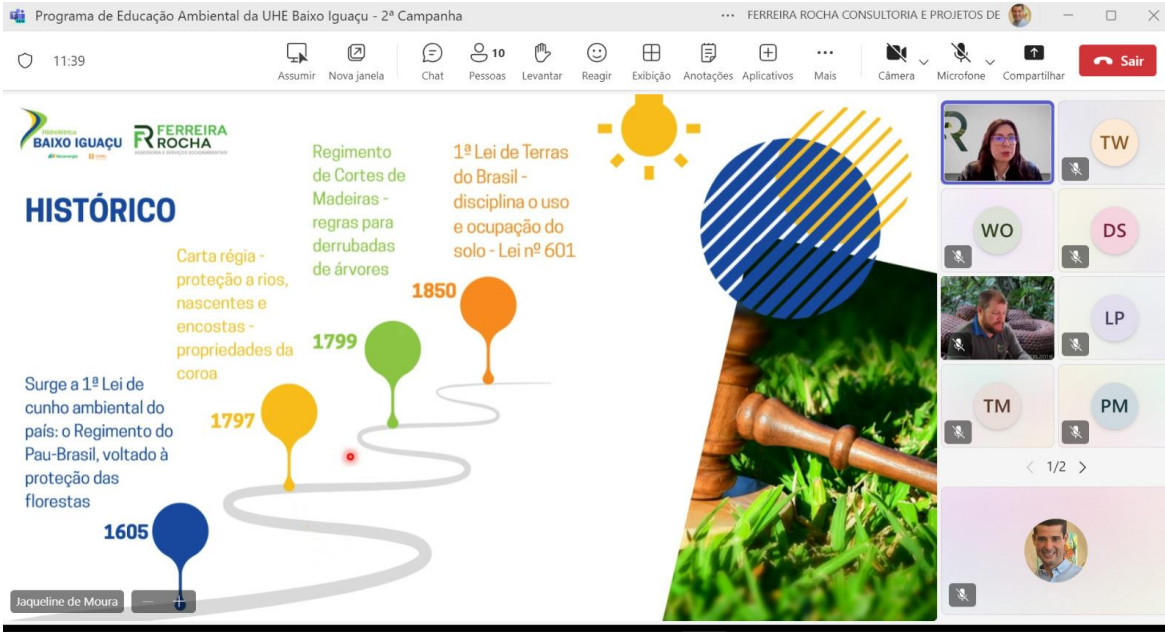 Programa de Educação Ambiental da UHE Baixo Iguaçu - 2ª Campanha
FERREIRA ROCHA CONSULTORIA E PROJETOS DE
11:39
Assumir
Nova janela
Chat
10
Pessoas
Levantar
Reagir
Exibição
Anotações
Aplicativos
Mais
Câmera
Microfone
Compartilhar
Sair
Hidrelétrica
BAIXO IGUAÇU
FERREIRA
ROCHA
HISTÓRICO
Surge a 1ª Lei de
cunho ambiental do
país: o Regimento do
Pau-Brasil, voltado à
proteção das
florestas
1605
Carta régia -
proteção a rios,
nascentes e
encostas -
propriedades da
coroa
1797
Regimento
de Cortes de
Madeiras -
regras para
derrubadas
de árvores
1799
1ª Lei de Terras
do Brasil -
disciplina o uso
e ocupação do
solo - Lei nº 601
1850
Jaqueline de Moura
R
TW
WO
DS
LP
TM
PM
1/2